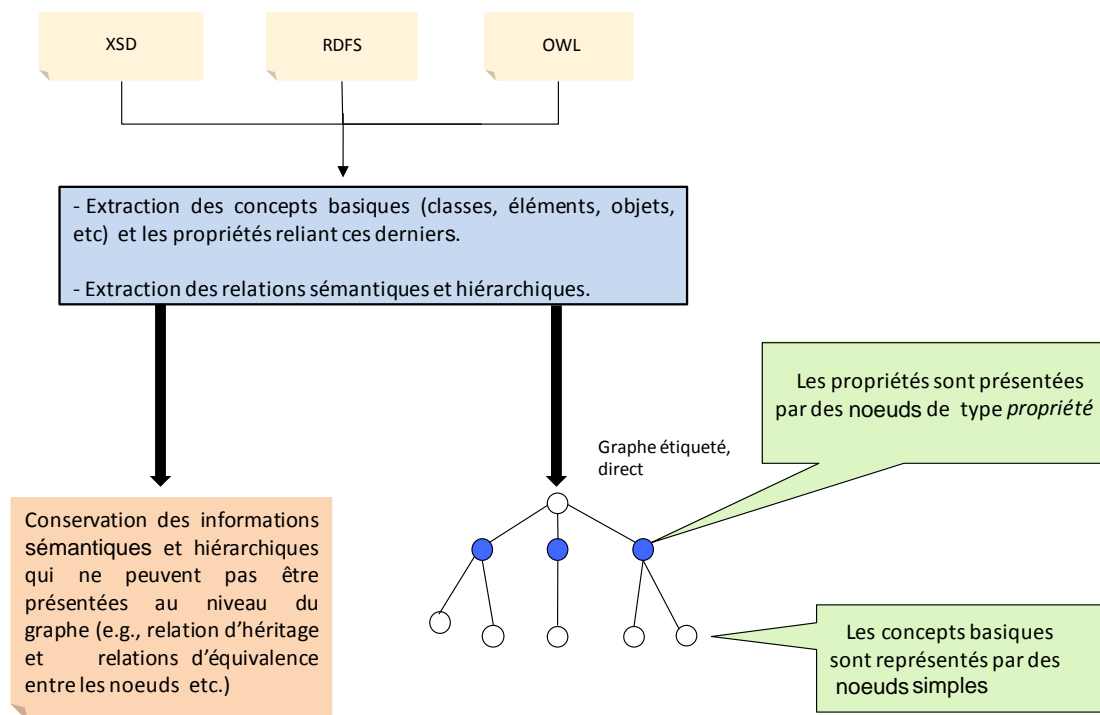 XSD
RDFS
OWL
- Extraction des concepts basiques (classes, éléments, objets,
etc) et les propriétés reliant ces derniers.
- Extraction des relations sémantiques et hiérarchiques.
Les propriétés sont présentées
par des noeuds de type propriété
Graphe étiqueté,
direct
Conservation des informations
sémantiques et hiérarchiques
qui ne peuvent pas être
présentées au niveau du
graphe (e.g., relation d’héritage
et relations d’équivalence
entre les noeuds etc.)
Les concepts basiques
sont représentés par des
noeuds simples